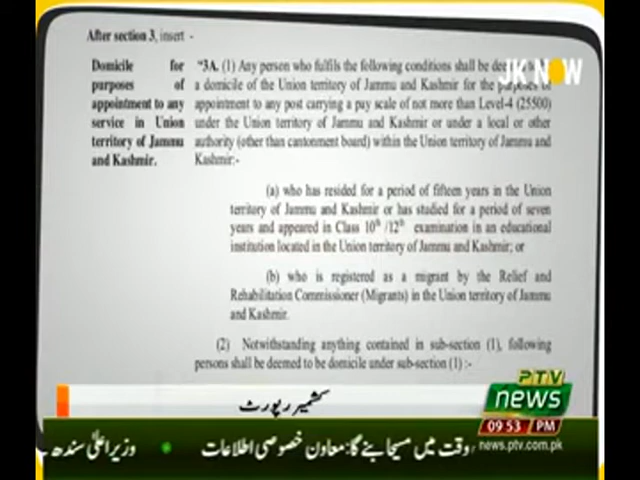 After section 3, insert -
Domicile for purposes of appointment to any service in Union territory of Jammu and Kashmir.
"3A. (1) Any person who fulfils the following conditions shall be
a domicile of the Union territory of Jammu and Kashmir for the purposes of
appointment to any post carrying a pay scale of not more than Level-4 (25500)
under the Union territory of Jammu and Kashmir or under a local or other
authority (other than cantonment board) within the Union territory of Jammu and
Kashmir:-
(a) who has resided for a period of fifteen years in the Union
territory of Jammu and Kashmir or has studied for a period of seven
years and appeared in Class 10th /12th examination in an educational
institution located in the Union territory of Jammu and Kashmir; or
(b) who is registered as a migrant by the Relief and
Rehabilitation Commissioner (Migrants) in the Union territory of Jammu
and Kashmir.
(2) Notwithstanding anything contained in sub-section (1), following
persons shall be deemed to be domicile under sub-section (1) :-
JK NOW
کشمیر رپورٹ
PTV
news
09:53 PM
news.ptv.com.pk
وقت میں مسیحا بنے گا: معاون خصوصی اطلاعات
وزیراعلیٰ سندھ